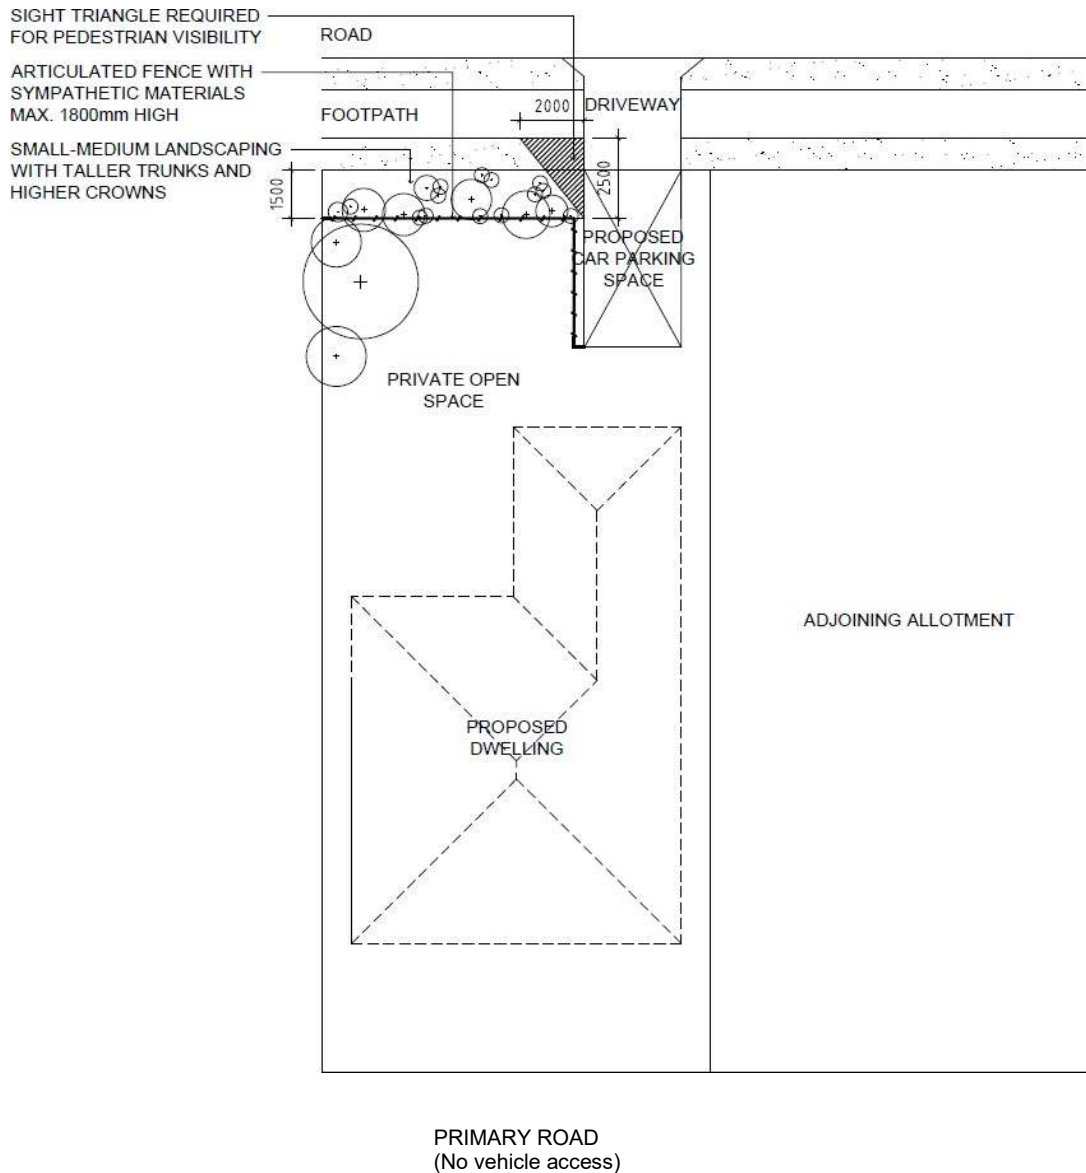 SIGHT TRIANGLE REQUIRED
FOR PEDESTRIAN VISIBILITY
ROAD
ARTICULATED FENCE WITH
SYMPATHETIC MATERIALS
MAX. 1800mm HIGH
2000
DRIVEWAY
FOOTPATH
SMALL-MEDIUM LANDSCAPING
WITH TALLER TRUNKS AND
HIGHER CROWNS
1500
2500
PROPOSED
CAR PARKING
SPACE
PRIVATE OPEN
SPACE
ADJOINING ALLOTMENT
PROPOSED
DWELLING
PRIMARY ROAD
(No vehicle access)